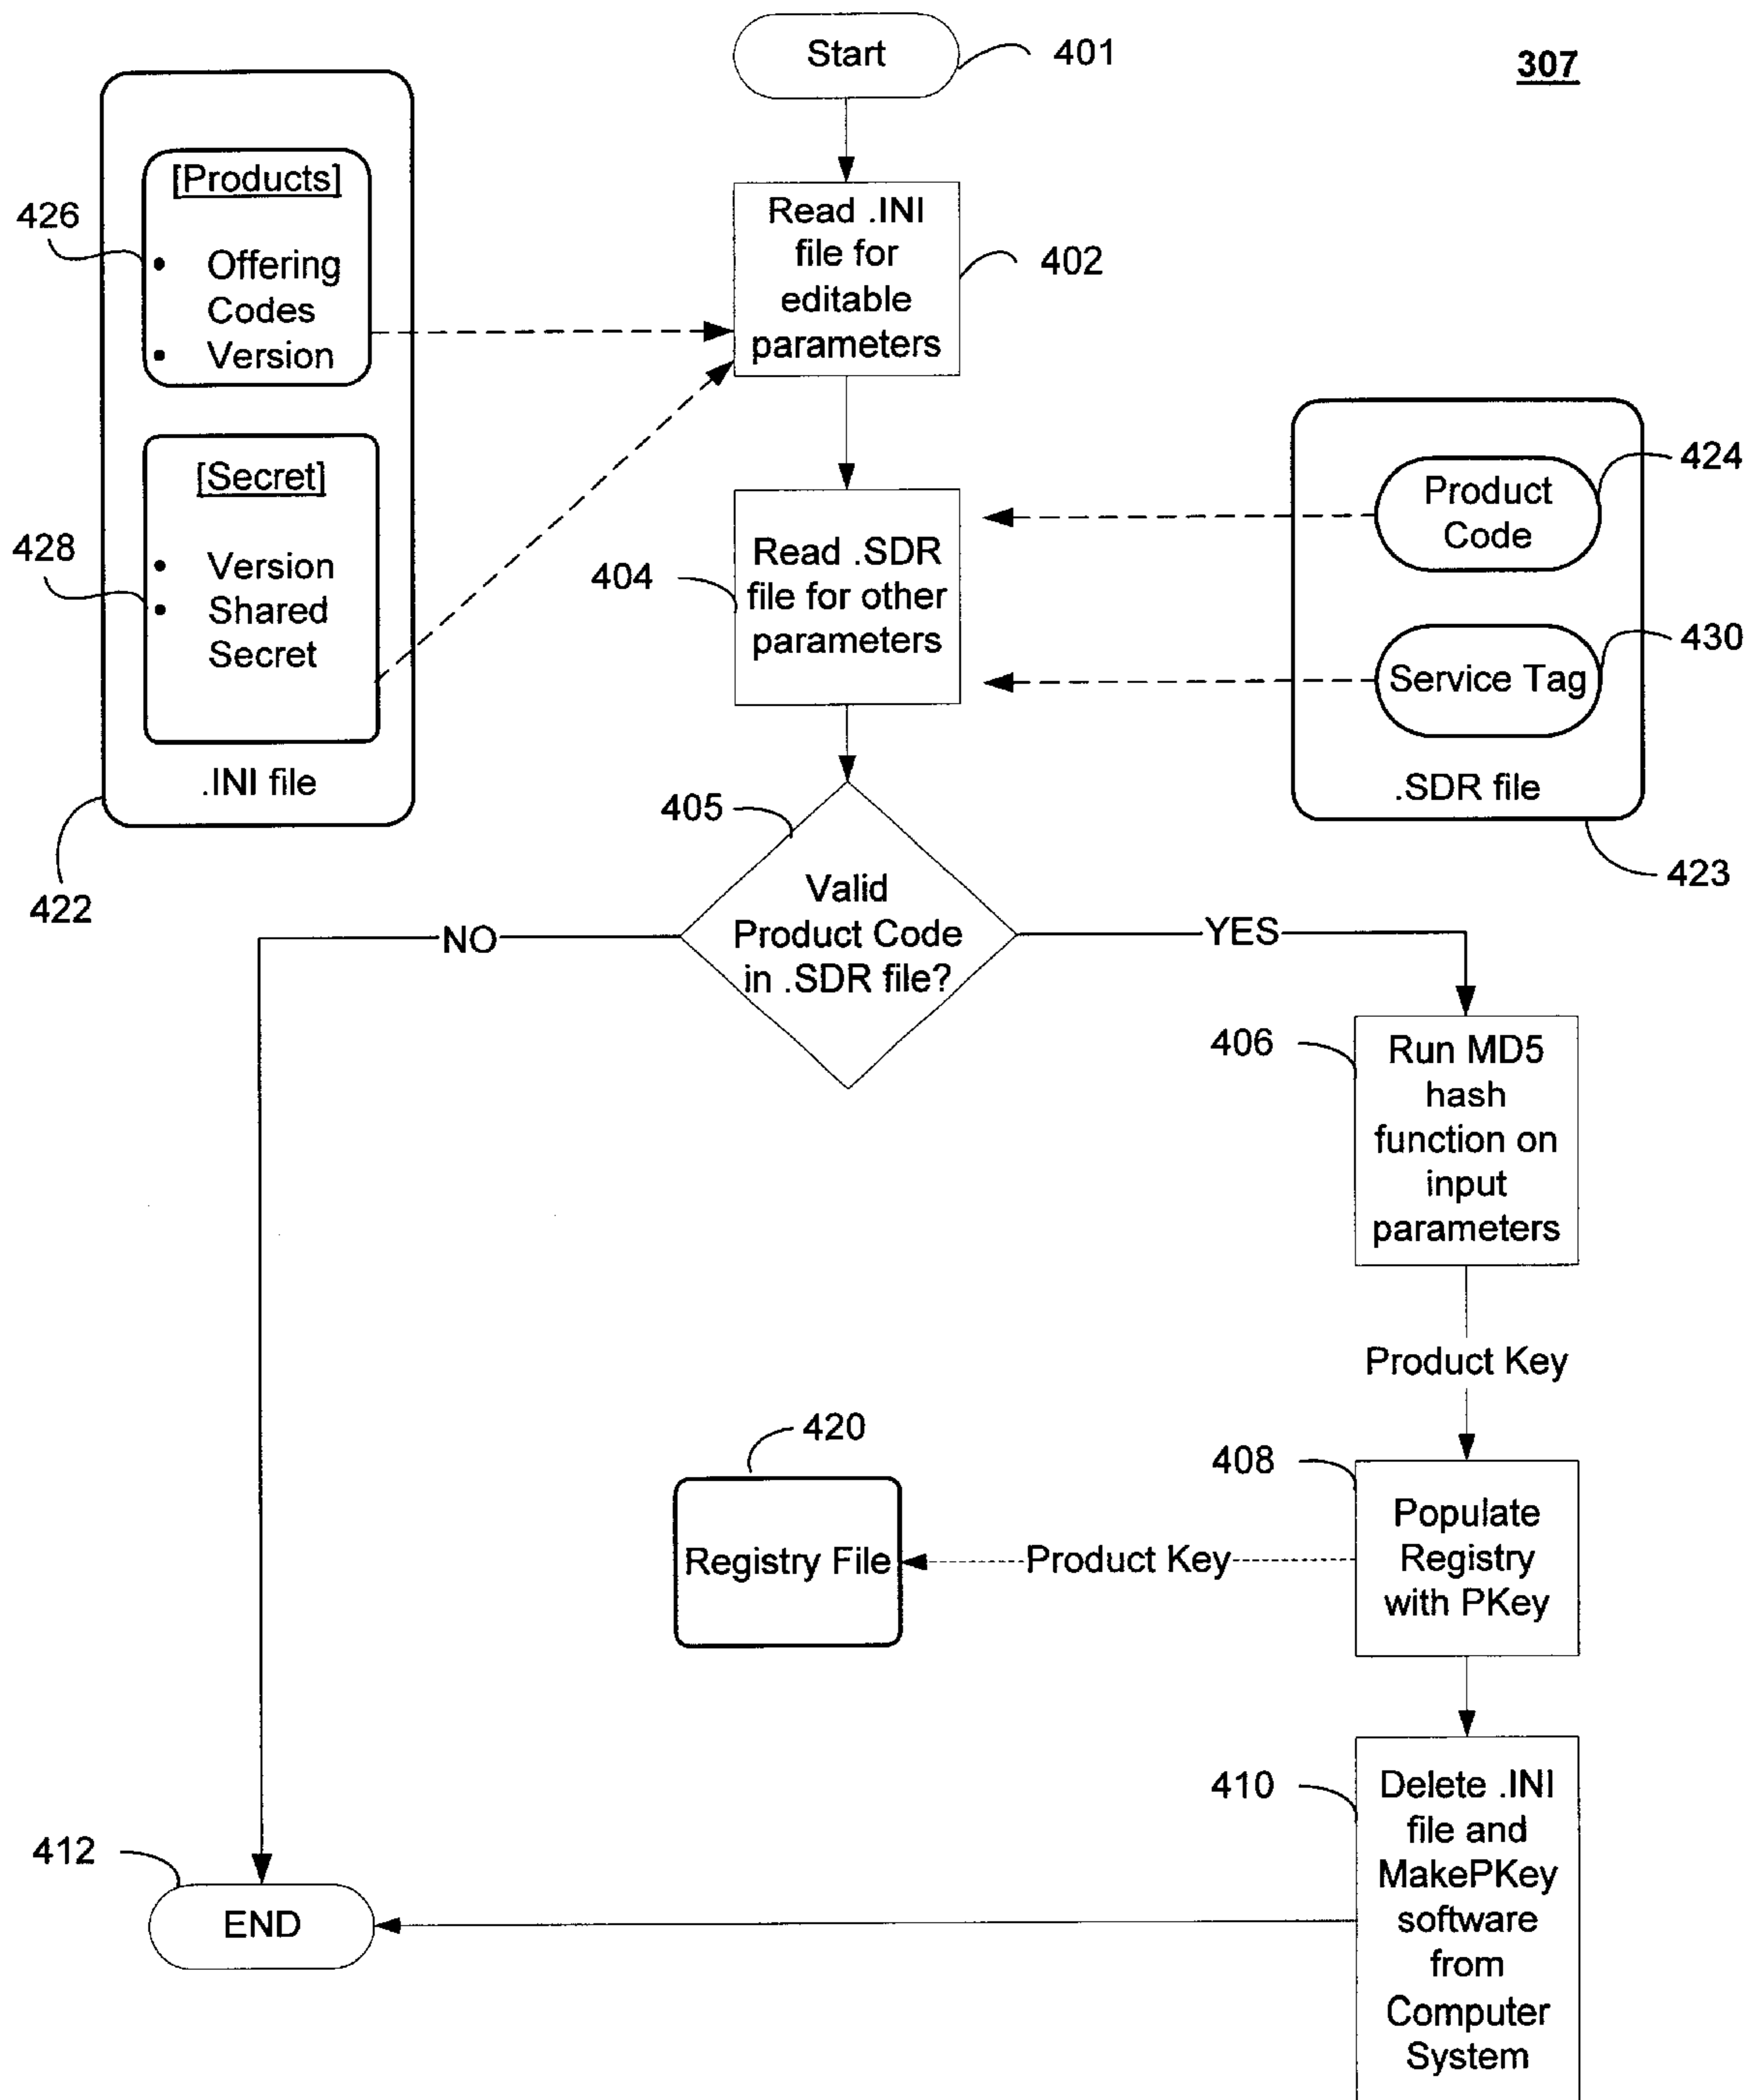 Start
401
307
[Products]
426
• Offering
Codes
• Version
Read .INI
file for
editable
parameters
402
[Secret]
428
• Version
• Shared
Secret
.INI file
422
Read .SDR
file for other
parameters
404
Product
Code
424
Service Tag
430
.SDR file
423
405
Valid
Product Code
in .SDR file?
NO
YES
406
Run MD5
hash
function on
input
parameters
Product Key
408
Populate
Registry
with PKey
Product Key
420
Registry File
410
Delete .INI
file and
MakePKey
software
from
Computer
System
412
END